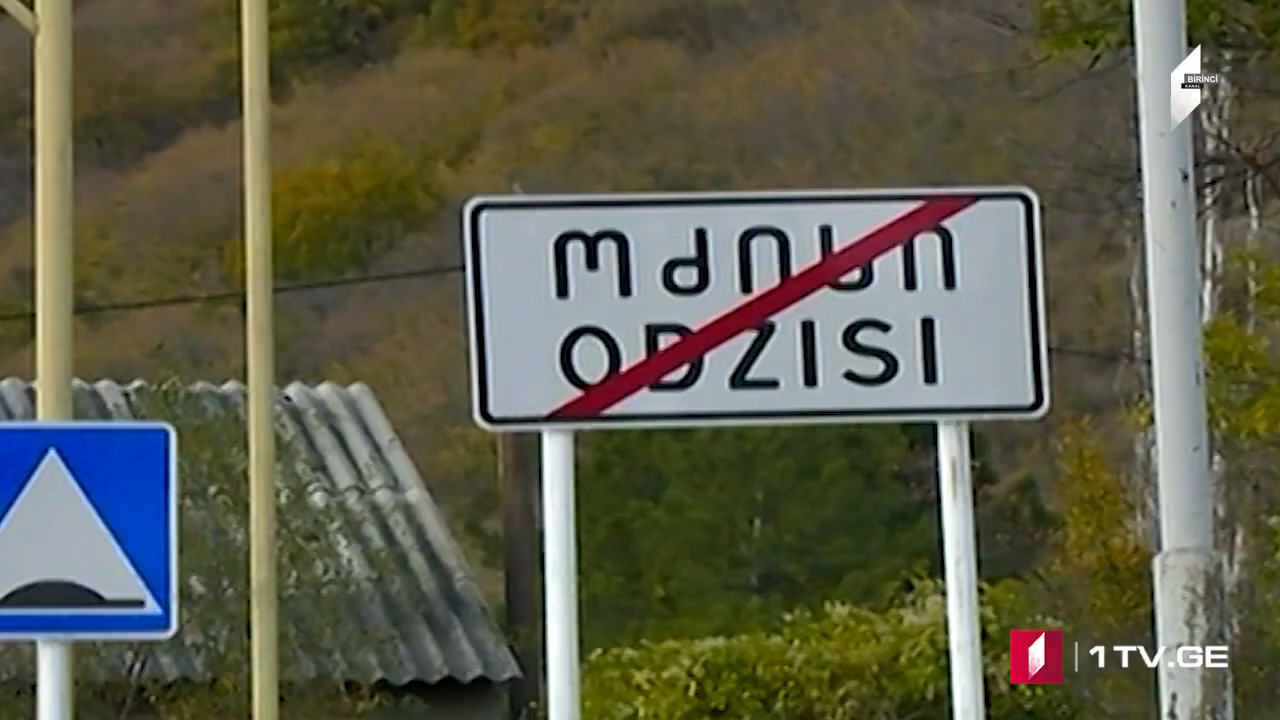 BIRINCI
KANAL
ოძისი
ODZISI
1TV.GE